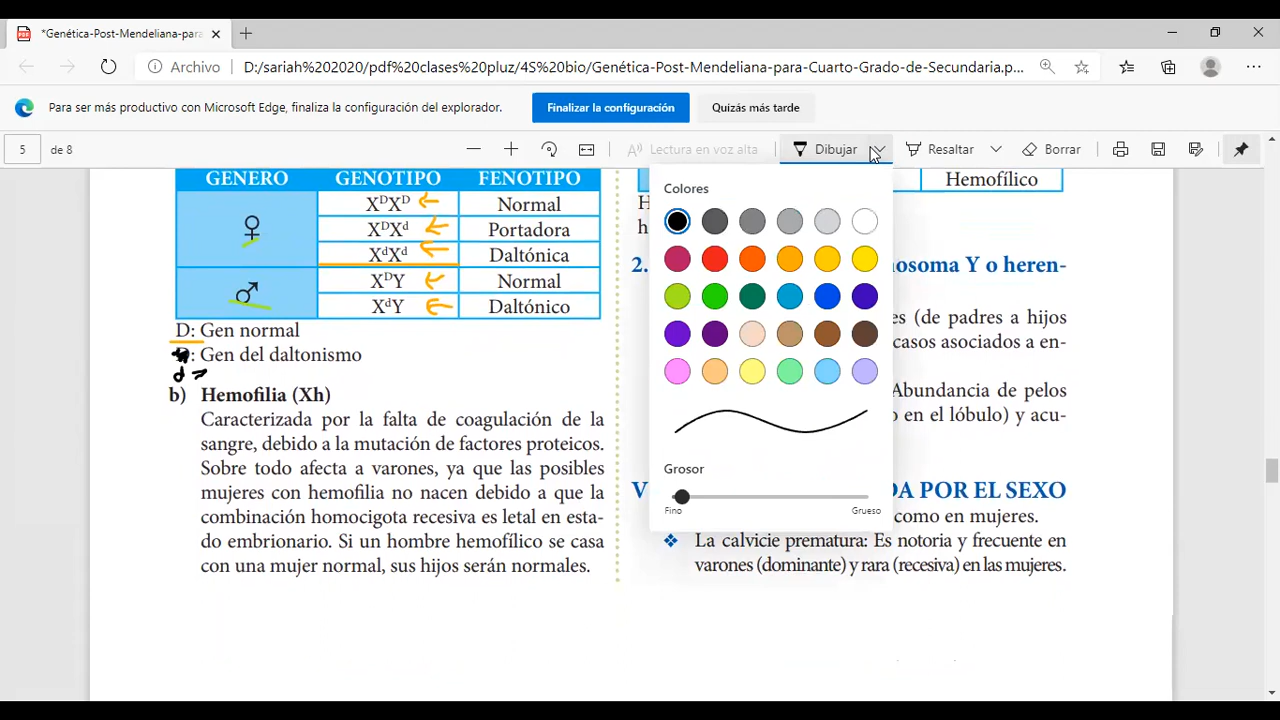 *Genética-Post-Mendeliana-para
Archivo
D:/sariah%202020/pdf%20clases%20pluz/4S%20bio/Genética-Post-Mendeliana-para-Cuarto-Grado-de-Secundaria.p...
Para ser más productivo con Microsoft Edge, finaliza la configuración del explorador.
Finalizar la configuración
Quizás más tarde
5 de 8
Lectura en voz alta
Dibujar
Resaltar
Borrar
GÉNERO GENOTIPO FENOTIPO
♀ XᴰXᴰ Normal
XᴰXᵈ Portadora
XᵈXᵈ Daltónica
♂ XᴰY Normal
XᵈY Daltónico
D: Gen normal
: Gen del daltonismo
d
b) Hemofilia (Xh)
Caracterizada por la falta de coagulación de la
sangre, debido a la mutación de factores proteicos.
Sobre todo afecta a varones, ya que las posibles
mujeres con hemofilia no nacen debido a que la
combinación homocigota recesiva es letal en esta-
do embrionario. Si un hombre hemofílico se casa
con una mujer normal, sus hijos serán normales.
Colores
Grosor
Fino
Grueso
Hemofílico
H
h
2.
osoma Y o heren-
es (de padres a hijos
casos asociados a en-
Abundancia de pelos
o en el lóbulo) y acu-
V
DA POR EL SEXO
como en mujeres.
❖ La calvicie prematura: Es notoria y frecuente en
varones (dominante) y rara (recesiva) en las mujeres.